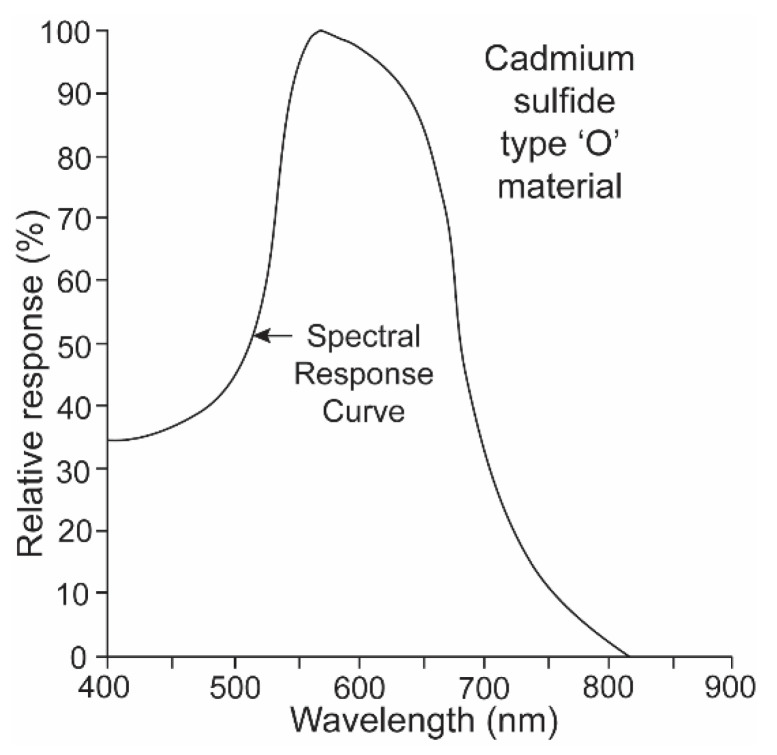 Cadmium
sulfide
type ‘O’
material
Relative response (%)
100
90
80
70
60
50
40
30
20
10
0
Spectral
Response
Curve
400 500 600 700 800 900
Wavelength (nm)